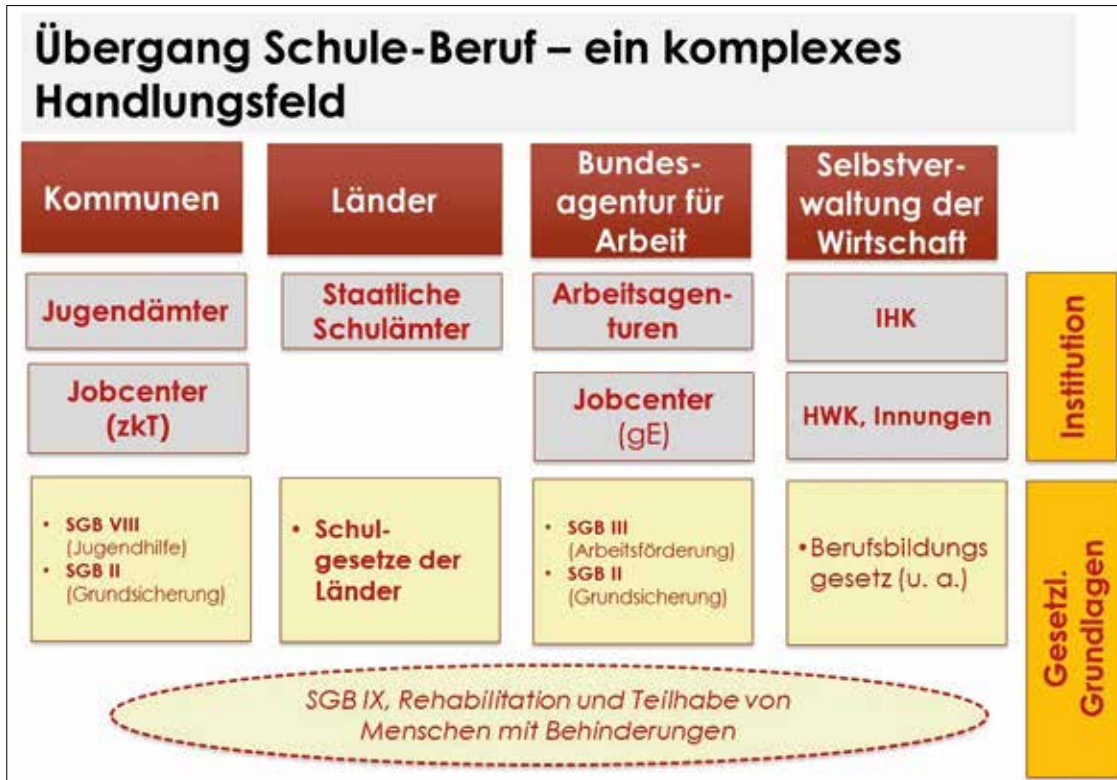 Übergang Schule-Beruf – ein komplexes
Handlungsfeld
Kommunen
Länder
Bundes-
agentur für
Arbeit
Selbstver-
waltung der
Wirtschaft
Jugendämter
Staatliche
Schulämter
Arbeitsagen-
turen
IHK
Institution
Jobcenter
(zkT)
Jobcenter
(gE)
HWK, Innungen
• SGB VIII
(Jugendhilfe)
• SGB II
(Grundsicherung)
• Schul-
gesetze der
Länder
• SGB III
(Arbeitsförderung)
• SGB II
(Grundsicherung)
•Berufsbildungs
gesetz (u. a.)
Gesetzl.
Grundlagen
SGB IX, Rehabilitation und Teilhabe von
Menschen mit Behinderungen